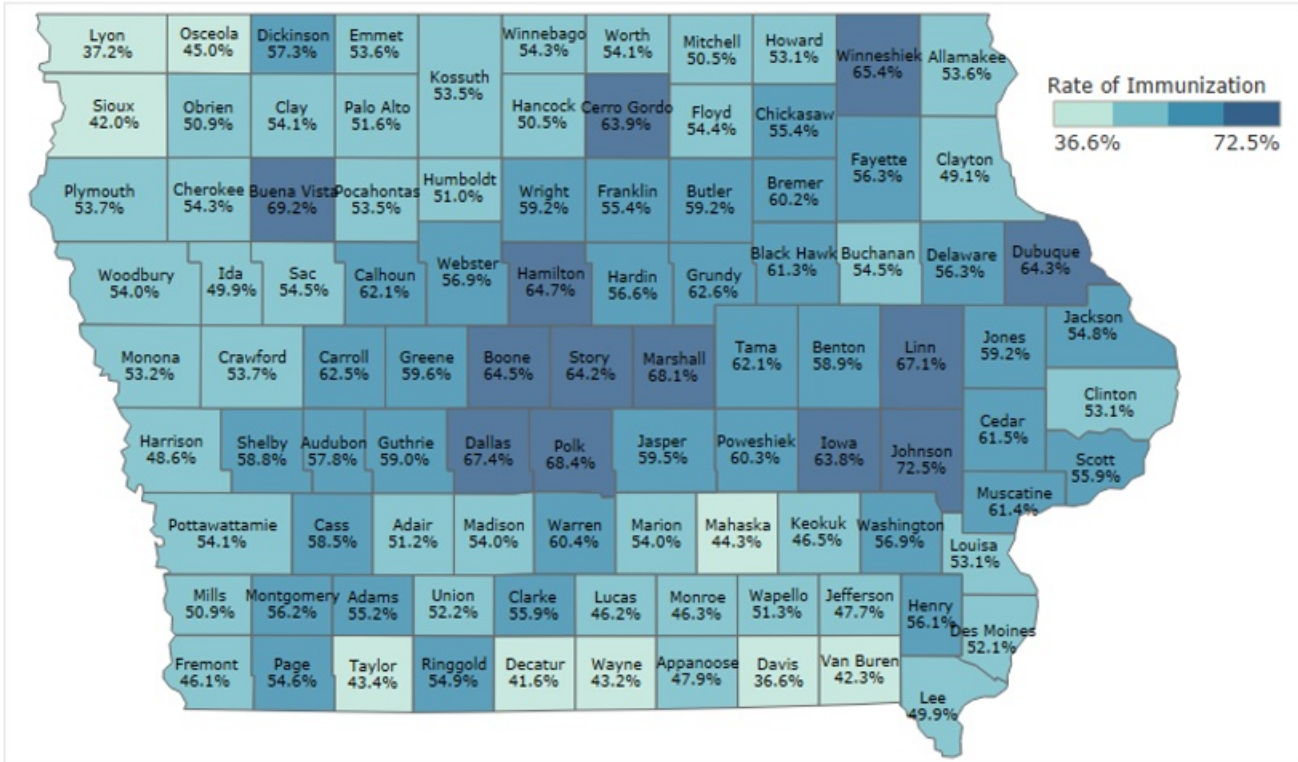 Lyon
37.2%
Osceola
45.0%
Dickinson
57.3%
Emmet
53.6%
Kossuth
53.5%
Winnebago
54.3%
Worth
54.1%
Mitchell
50.5%
Howard
53.1%
Winneshiek
65.4%
Allamakee
53.6%
Rate of Immunization
36.6%
72.5%
Sioux
42.0%
Obrien
50.9%
Clay
54.1%
Palo Alto
51.6%
Hancock
50.5%
Cerro Gordo
63.9%
Floyd
54.4%
Chickasaw
55.4%
Fayette
56.3%
Clayton
49.1%
Plymouth
53.7%
Cherokee
54.3%
Buena Vista
69.2%
Pocahontas
53.5%
Humboldt
51.0%
Wright
59.2%
Franklin
55.4%
Butler
59.2%
Bremer
60.2%
Woodbury
54.0%
Ida
49.9%
Sac
54.5%
Calhoun
62.1%
Webster
56.9%
Hamilton
64.7%
Hardin
56.6%
Grundy
62.6%
Black Hawk
61.3%
Buchanan
54.5%
Delaware
56.3%
Dubuque
64.3%
Monona
53.2%
Crawford
53.7%
Carroll
62.5%
Greene
59.6%
Boone
64.5%
Story
64.2%
Marshall
68.1%
Tama
62.1%
Benton
58.9%
Linn
67.1%
Jones
59.2%
Jackson
54.8%
Clinton
53.1%
Harrison
48.6%
Shelby
58.8%
Audubon
57.8%
Guthrie
59.0%
Dallas
67.4%
Polk
68.4%
Jasper
59.5%
Poweshiek
60.3%
Iowa
63.8%
Johnson
72.5%
Cedar
61.5%
Scott
55.9%
Muscatine
61.4%
Pottawattamie
54.1%
Cass
58.5%
Adair
51.2%
Madison
54.0%
Warren
60.4%
Marion
54.0%
Mahaska
44.3%
Keokuk
46.5%
Washington
56.9%
Louisa
53.1%
Mills
50.9%
Montgomery
56.2%
Adams
55.2%
Union
52.2%
Clarke
55.9%
Lucas
46.2%
Monroe
46.3%
Wapello
51.3%
Jefferson
47.7%
Henry
56.1%
Des Moines
52.1%
Fremont
46.1%
Page
54.6%
Taylor
43.4%
Ringgold
54.9%
Decatur
41.6%
Wayne
43.2%
Appanoose
47.9%
Davis
36.6%
Van Buren
42.3%
Lee
49.9%